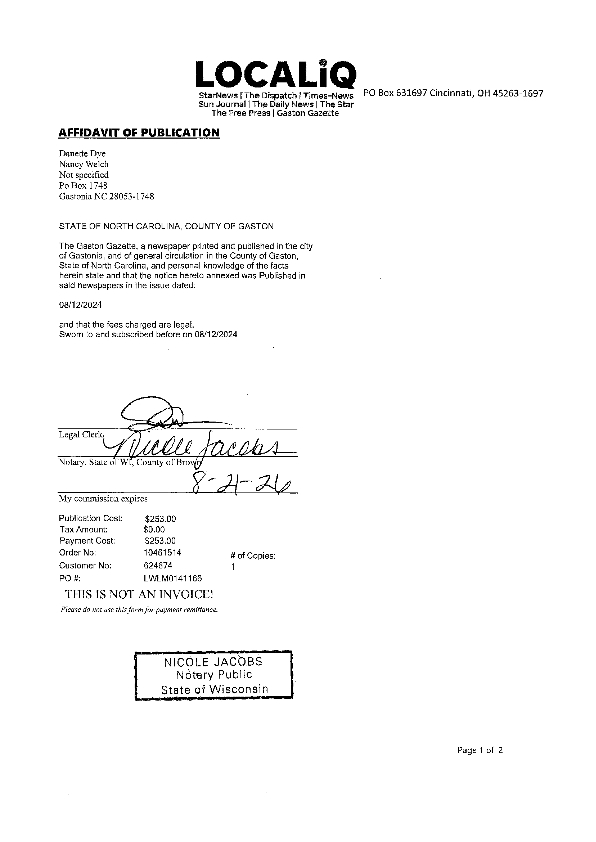 LOCALiQ
StarNews | The Dispatch | Times-News
Sun Journal | The Daily News | The Star
The Free Press | Gaston Gazette
PO Box 631697 Cincinnati, OH 45263-1697
AFFIDAVIT OF PUBLICATION
Danede Dye
Nancy Welch
Not specified
Po Box 1748
Gastonia NC 28053-1748
STATE OF NORTH CAROLINA, COUNTY OF GASTON
The Gaston Gazette, a newspaper printed and published in the city
of Gastonia, and of general circulation in the County of Gaston,
State of North Carolina, and personal knowledge of the facts
herein state and that the notice hereto annexed was Published in
said newspapers in the issue dated.
08/12/2024
and that the fees charged are legal.
Sworn to and subscribed before on 08/12/2024
Legal Clerk
Nicole Jacobs
Notary, State of WI, County of Brown
8-21-26
My commission expires
Publication Cost: $253.00
Tax Amount: $0.00
Payment Cost: $253.00
Order No: 10461514
# of Copies:
Customer No: 624874
1
PO #: LWLM0141165
THIS IS NOT AN INVOICE!
Please do not use this form for payment remittance.
NICOLE JACOBS
Notary Public
State of Wisconsin
Page 1 of 2